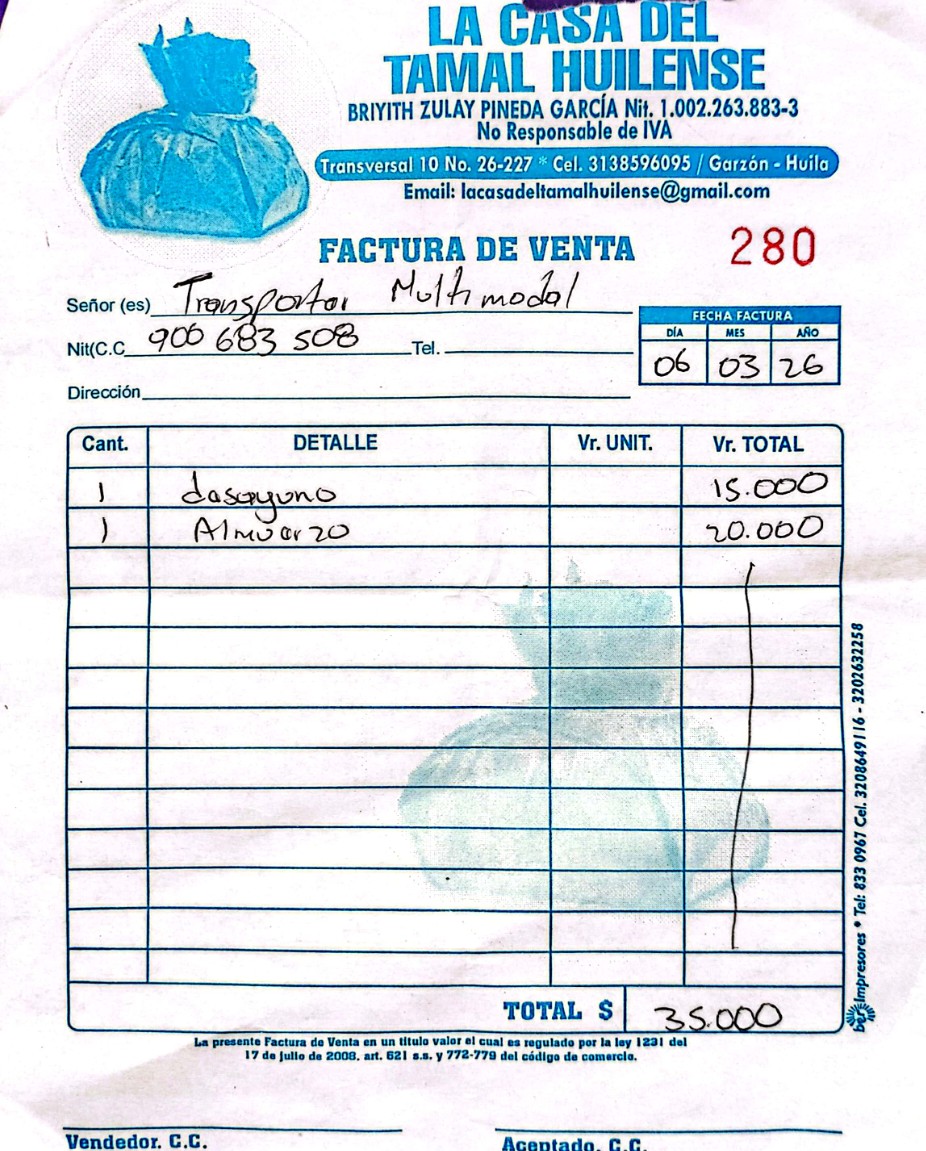 LA CASA DEL
TAMAL HUILENSE
BRIYITH ZULAY PINEDA GARCÍA Nit. 1.002.263.883-3
No Responsable de IVA
Transversal 10 No. 26-227 * Cel. 3138596095 / Garzón - Huila
Email: lacasadeltamalhuilense@gmail.com
FACTURA DE VENTA 280
Señor (es) Transportar Multimodal
Nit(C.C 900 683 508 Tel.
Dirección
FECHA FACTURA
DÍA MES AÑO
06 03 26
Cant. DETALLE Vr. UNIT. Vr. TOTAL
1 dasayuno 15.000
1 Almuarzo 20.000
TOTAL $ 35.000
La presente Factura de Venta en un título valor el cual es regulado por la ley 1231 del
17 de julio de 2008. art. 621 s.s. y 772-779 del código de comercio.
Vendedor. C.C. Aceptado. C.C.
Impresores * Tel: 833 0967 Cel. 3208649116 - 3202632258